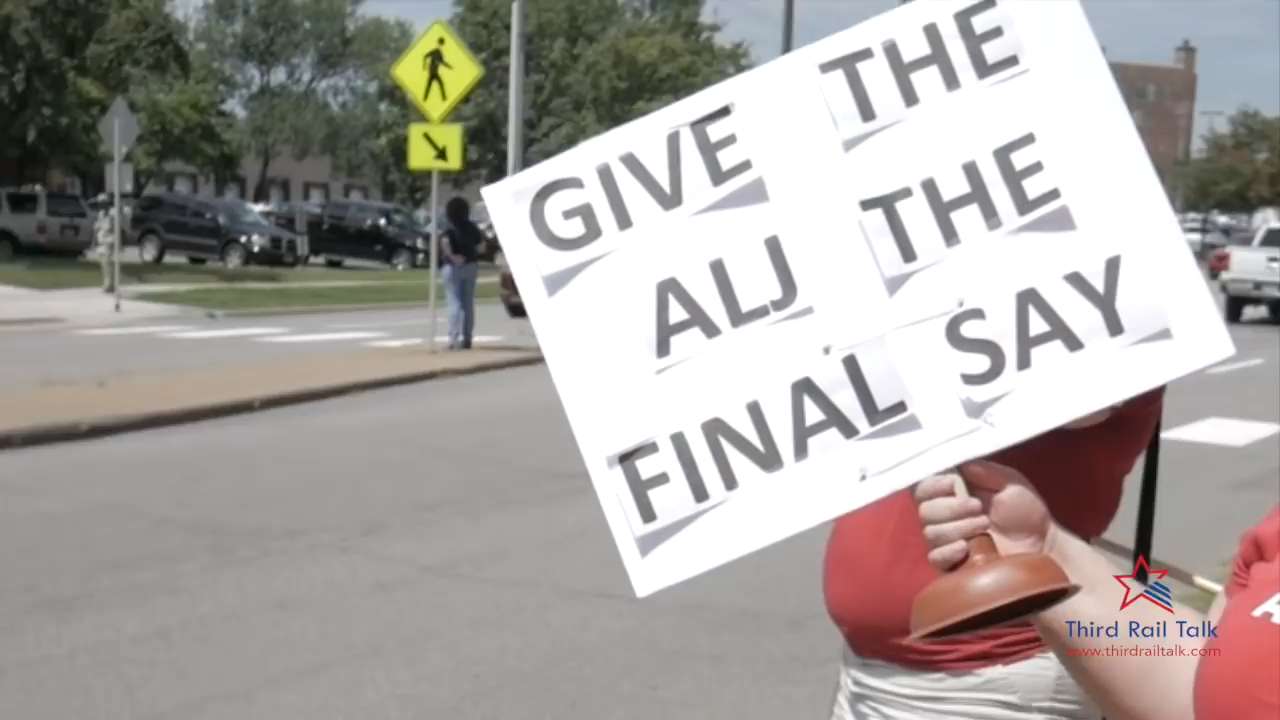 GIVE THE
ALJ THE
FINAL SAY
Third Rail Talk
www.thirdrailtalk.com